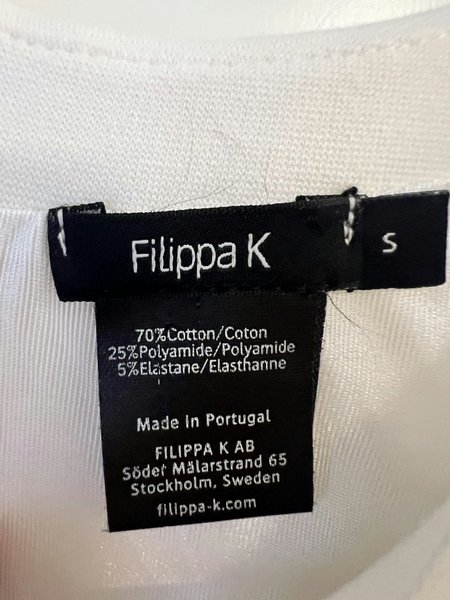 Filippa K
S
70%Cotton/Coton
25%Polyamide/Polyamide
5%Elastane/Elasthanne
Made in Portugal
FILIPPA K AB
Söder Mälarstrand 65
Stockholm, Sweden
filippa-k.com